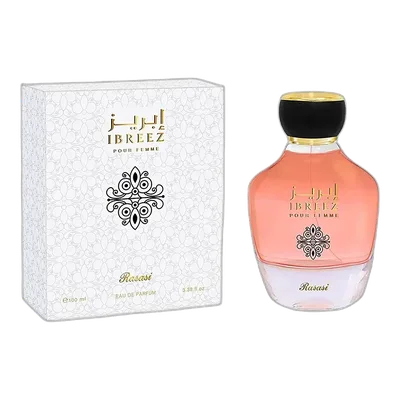 إبريز
IBREEZ
POUR FEMME
Rasasi
℮100 ml
EAU DE PARFUM
3.33 fl.oz
إبريز
IBREEZ
POUR FEMME
Rasasi